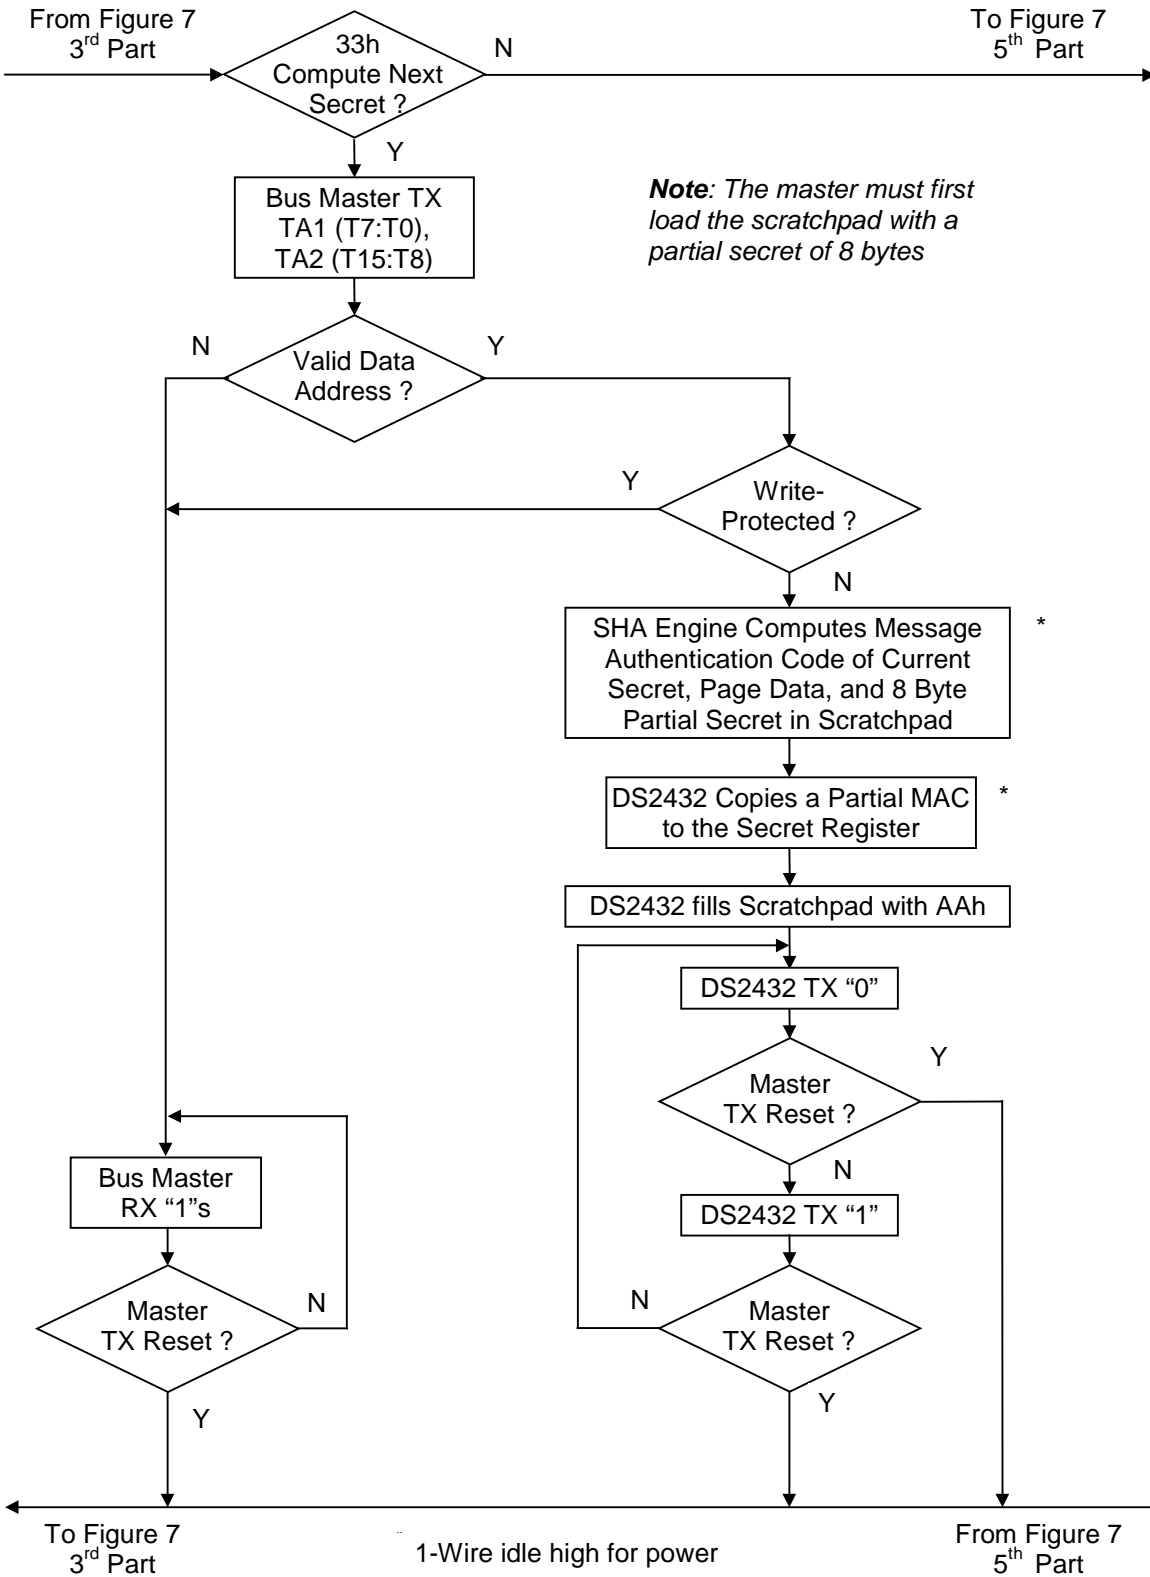 From Figure 7
3rd Part
To Figure 7
5th Part
33h
Compute Next
Secret ?
N
Y
Bus Master TX
TA1 (T7:T0),
TA2 (T15:T8)
Note: The master must first
load the scratchpad with a
partial secret of 8 bytes
N
Valid Data
Address ?
Y
Y
Write-
Protected ?
N
SHA Engine Computes Message
Authentication Code of Current
Secret, Page Data, and 8 Byte
Partial Secret in Scratchpad
*
DS2432 Copies a Partial MAC
to the Secret Register
*
DS2432 fills Scratchpad with AAh
DS2432 TX “0”
Master
TX Reset ?
Y
N
DS2432 TX “1”
N
Master
TX Reset ?
Y
Bus Master
RX “1”s
Master
TX Reset ?
N
Y
To Figure 7
3rd Part
1-Wire idle high for power
From Figure 7
5th Part